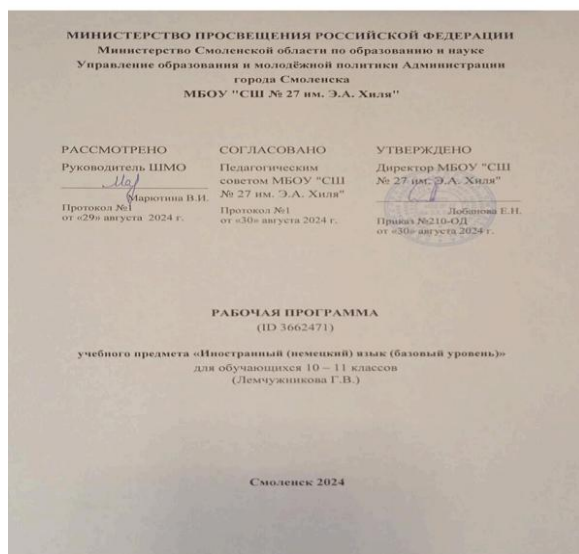 МИНИСТЕРСТВО ПРОСВЕЩЕНИЯ РОССИЙСКОЙ ФЕДЕРАЦИИ
Министерство Смоленской области по образованию и науке
Управление образования и молодёжной политики Администрации
города Смоленска
МБОУ "СШ № 27 им. Э.А. Хиля"
РАССМОТРЕНО
Руководитель ШМО
Марютина В.И.
Протокол №1
от «29» августа 2024 г.
СОГЛАСОВАНО
Педагогическим
советом МБОУ "СШ
№ 27 им. Э.А. Хиля"
Протокол №1
от «30» августа 2024 г.
УТВЕРЖДЕНО
Директор МБОУ "СШ
№ 27 им. Э.А. Хиля"
Лобанова Е.Н.
Приказ №210-ОД
от «30» августа 2024 г.
РАБОЧАЯ ПРОГРАММА
(ID 3662471)
учебного предмета «Иностранный (немецкий) язык (базовый уровень)»
для обучающихся 10 – 11 классов
(Лемчужникова Г.В.)
Смоленск 2024